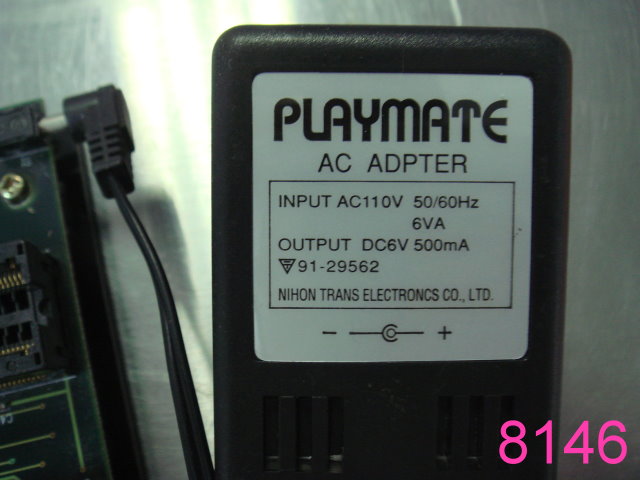 PLAYMATE
AC ADPTER
INPUT AC110V 50/60Hz
6VA
OUTPUT DC6V 500mA
91-29562
NIHON TRANS ELECTRONCS CO., LTD.
− +
8146